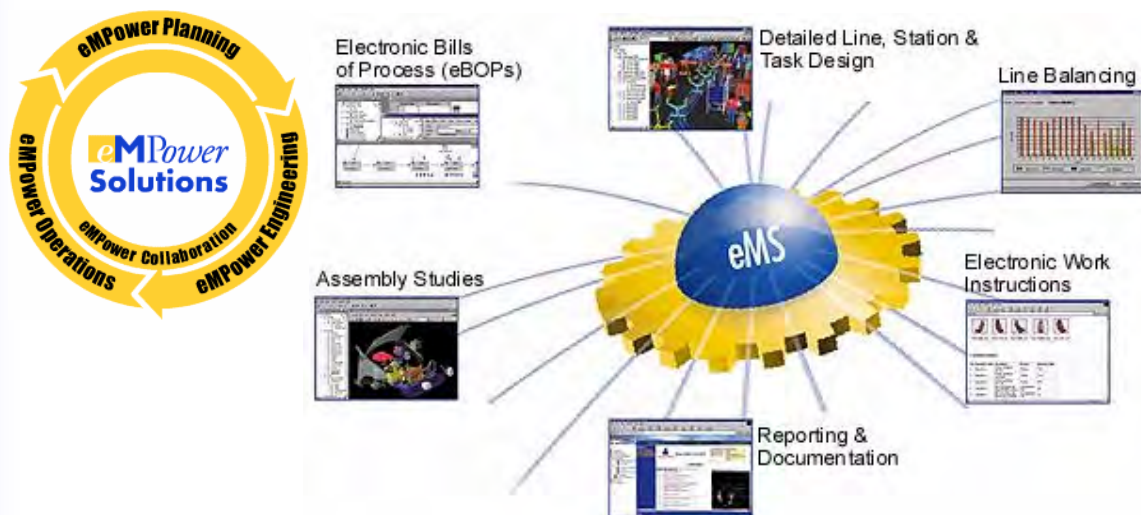 eMPower Planning
eMPower Engineering
eMPower Operations
eMPower Collaboration
eMPower
Solutions
Electronic Bills
of Process (eBOPs)
Detailed Line, Station &
Task Design
Line Balancing
eMS
Assembly Studies
Electronic Work
Instructions
Reporting &
Documentation